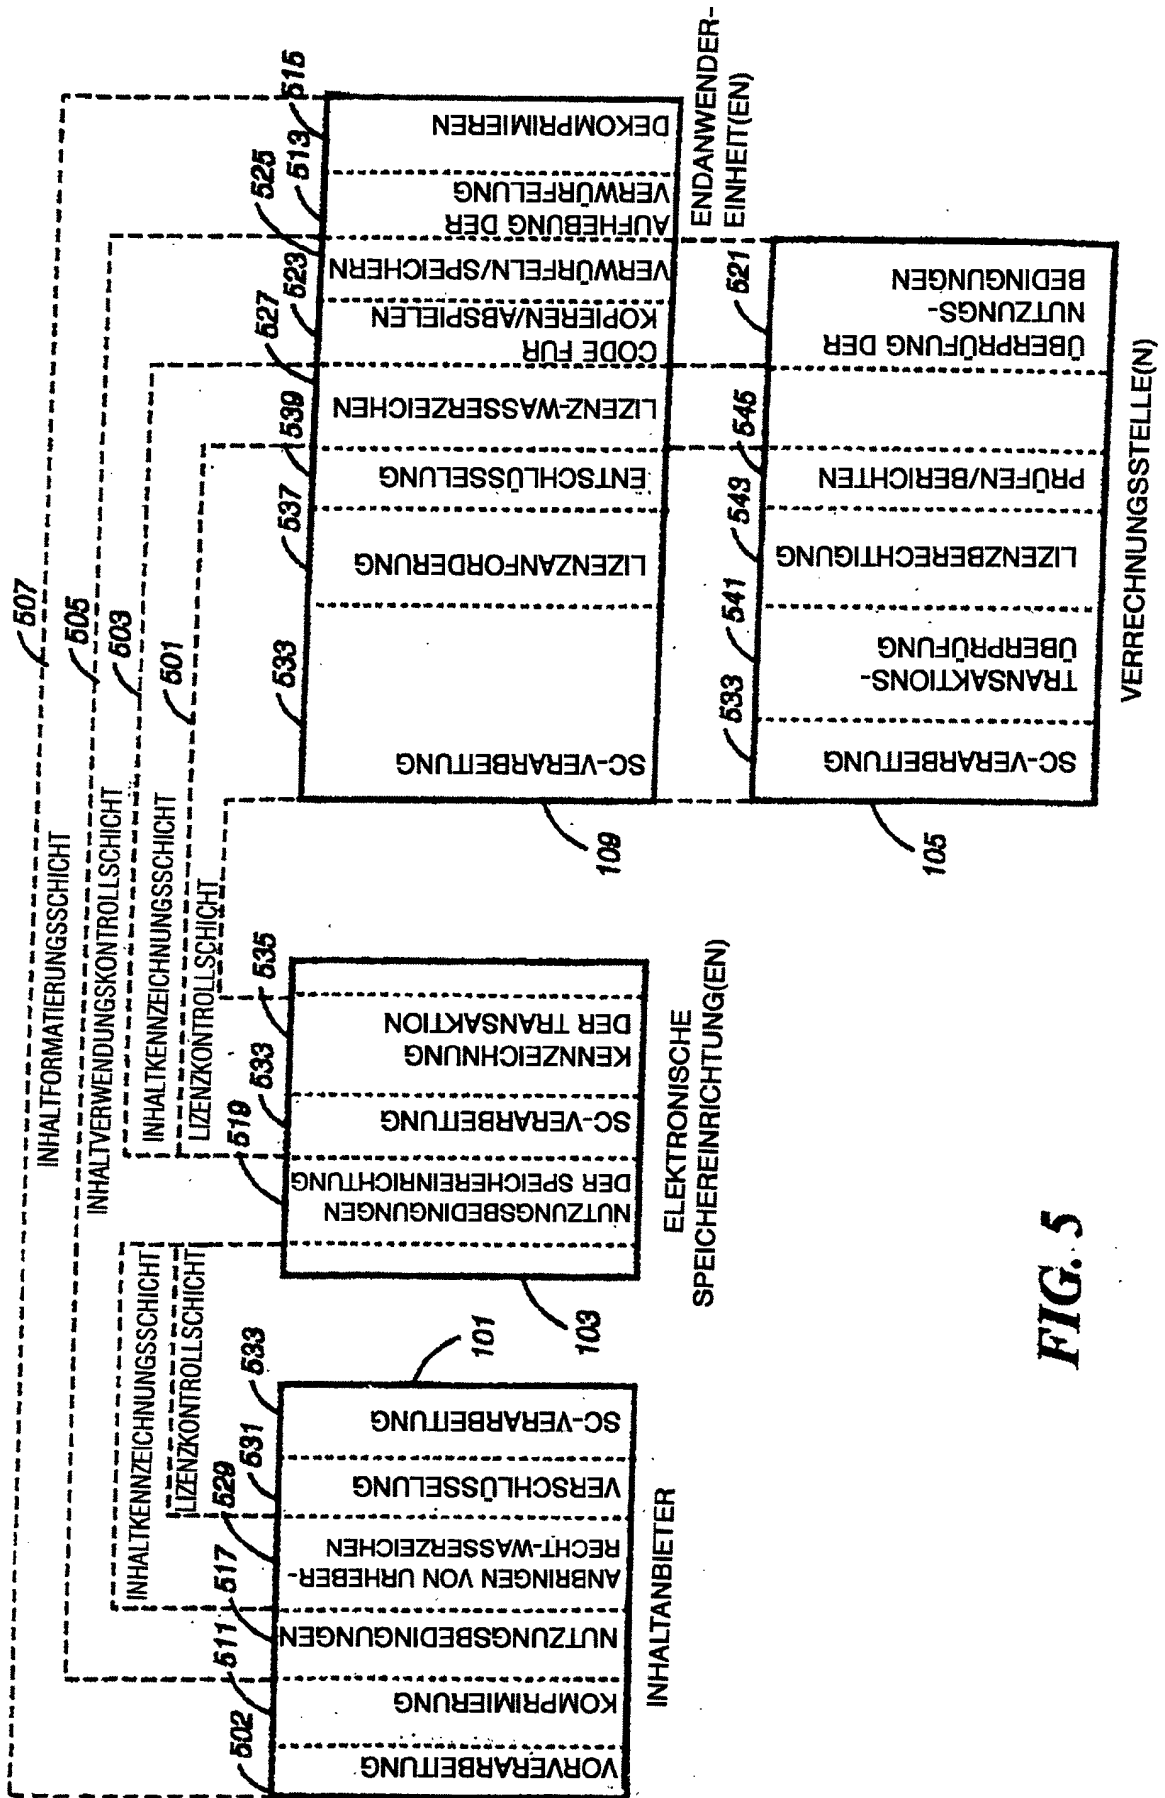 507
INHALTFORMATIERUNGSSCHICHT
505
INHALTVERWENDUNGSKONTROLLSCHICHT
503
INHALTKENNZEICHNUNGSSCHICHT
INHALTKENNZEICHNUNGSSCHICHT
501
LIZENZKONTROLLSCHICHT
LIZENZKONTROLLSCHICHT
502
511
517
529
531
533
VORVERARBEITUNG
KOMPRIMIERUNG
NUTZUNGSBEDINGUNGEN
ANBRINGEN VON URHEBER-
RECHT-WASSERZEICHEN
VERSCHLÜSSELUNG
SC-VERARBEITUNG
101
INHALTANBIETER
519
533
535
NUTZUNGSBEDINGUNGEN
DER SPEICHEREINRICHTUNG
SC-VERARBEITUNG
KENNZEICHNUNG
DER TRANSAKTION
103
ELEKTRONISCHE
SPEICHEREINRICHTUNG(EN)
533
537
539
527
523
525
513
515
SC-VERARBEITUNG
LIZENZANFORDERUNG
ENTSCHLÜSSELUNG
LIZENZ-WASSERZEICHEN
CODE FÜR
KOPIEREN/ABSPIELEN
VERWÜRFELN/SPEICHERN
AUFHEBUNG DER
VERWÜRFELUNG
DEKOMPRIMIEREN
109
ENDANWENDER-
EINHEIT(EN)
533
541
543
545
521
SC-VERARBEITUNG
TRANSAKTIONS-
ÜBERPRÜFUNG
LIZENZBERECHTIGUNG
PRÜFEN/BERICHTEN
ÜBERPRÜFUNG DER
NUTZUNGS-
BEDINGUNGEN
105
VERRECHNUNGSSTELLE(N)
FIG. 5